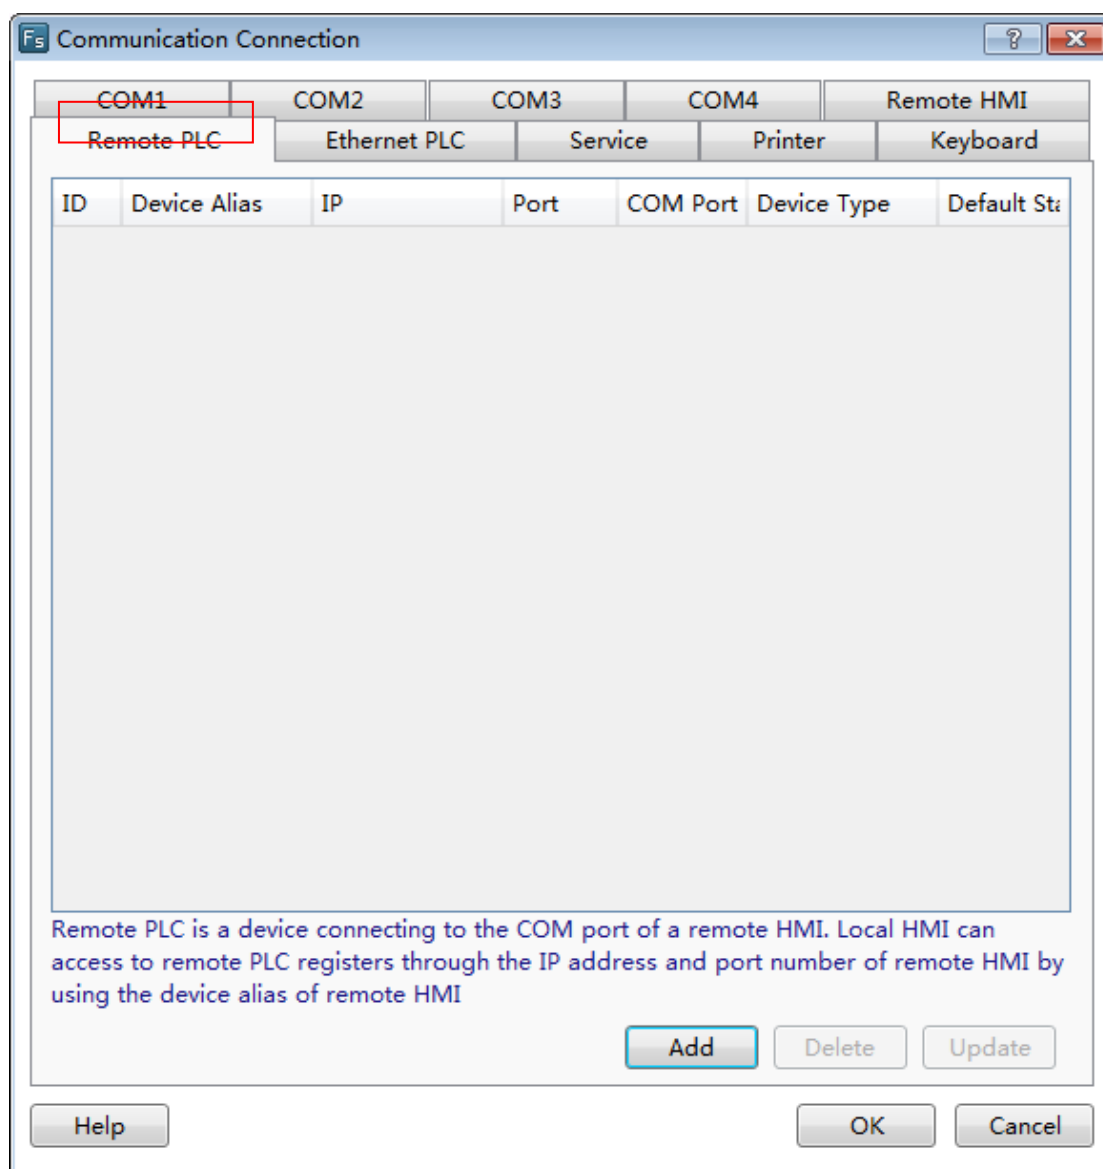 Fs Communication Connection ?
COM1 COM2 COM3 COM4 Remote HMI
Remote PLC Ethernet PLC Service Printer Keyboard
ID Device Alias IP Port COM Port Device Type Default Sta
Remote PLC is a device connecting to the COM port of a remote HMI. Local HMI can
access to remote PLC registers through the IP address and port number of remote HMI by
using the device alias of remote HMI
Add Delete Update
Help OK Cancel